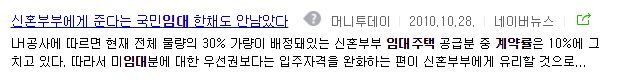 신혼부부에게 준다는 국민임대 한채도 안남았다 ? 머니투데이 | 2010.10.28. | 네이버뉴스 |
LH공사에 따르면 현재 전체 물량의 30% 가량이 배정돼있는 신혼부부 임대주택 공급분 중 계약률은 10%에 그
치고 있다. 따라서 미임대분에 대한 우선권보다는 입주자격을 완화하는 편이 신혼부부에게 유리할 것으로...